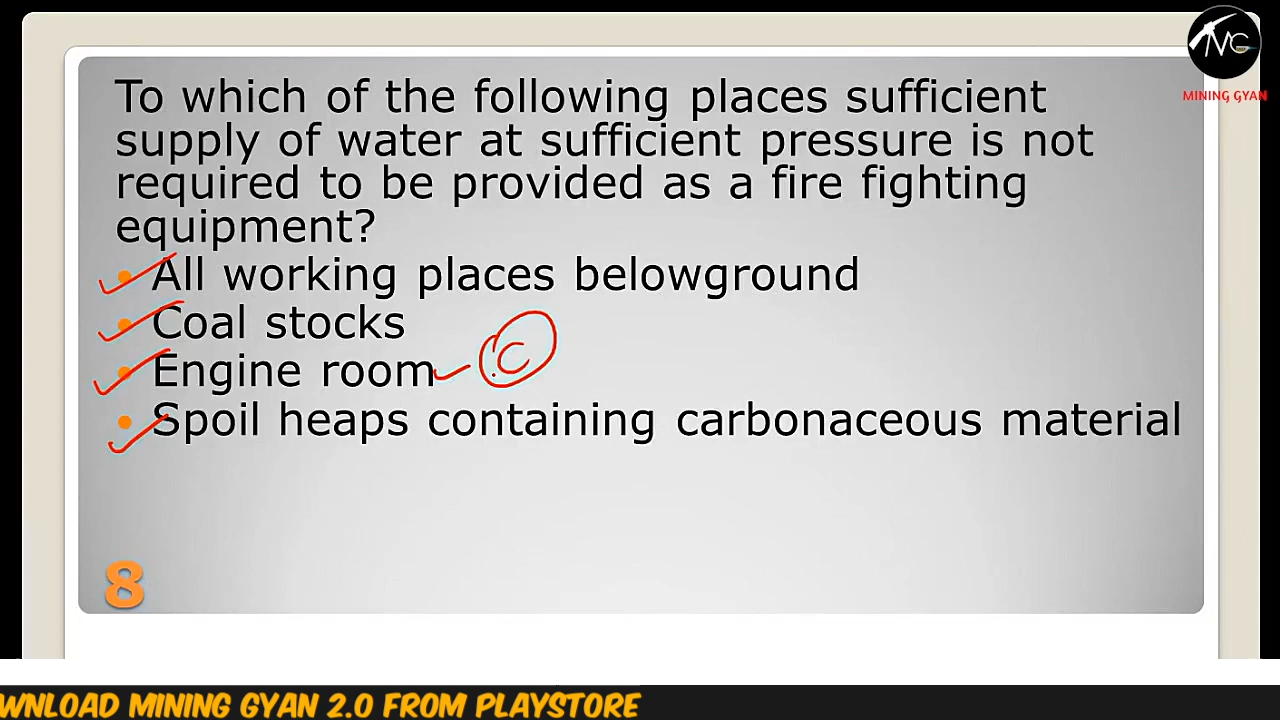 MC
MINING GYAN
To which of the following places sufficient
supply of water at sufficient pressure is not
required to be provided as a fire fighting
equipment?
• All working places belowground
• Coal stocks
• Engine room
C
• Spoil heaps containing carbonaceous material
8
WNLOAD MINING GYAN 2.0 FROM PLAYSTORE